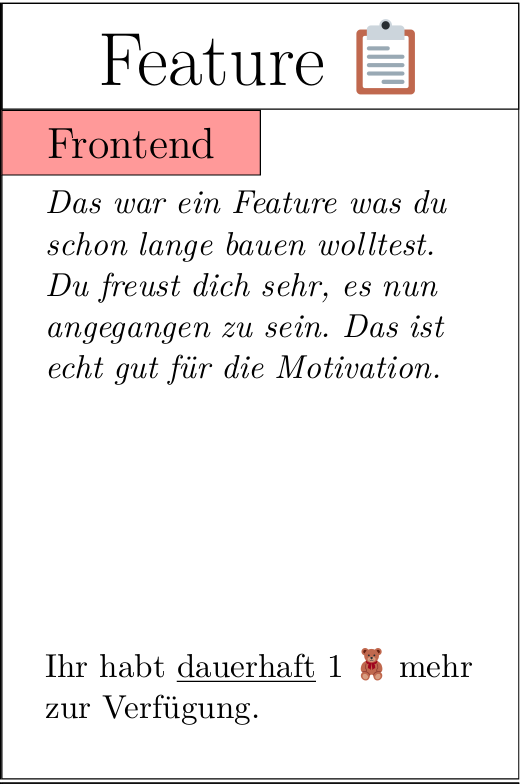 Feature
Frontend
Das war ein Feature was du
schon lange bauen wolltest.
Du freust dich sehr, es nun
angegangen zu sein. Das ist
echt gut für die Motivation.
Ihr habt dauerhaft 1 🧸 mehr
zur Verfügung.